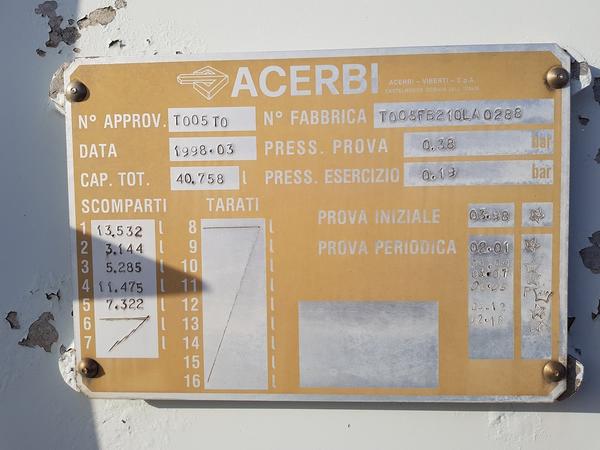 ACERBI
ACERBI - VIBERTI - S.p.A.
N° APPROV. T005T0 N° FABBRICA T005FB210LA0288
DATA 1998.03 PRESS. PROVA 0.38 bar
CAP. TOT. 40.758 l PRESS. ESERCIZIO 0.19 bar
SCOMPARTI TARATI
1 13.532 l 8 l PROVA INIZIALE 03.98
2 3.144 l 9 l PROVA PERIODICA 02.01
3 5.285 l 10 l
4 11.475 l 11 l
5 7.322 l 12 l
6 l 13 l
7 l 14 l
15 l
16 l